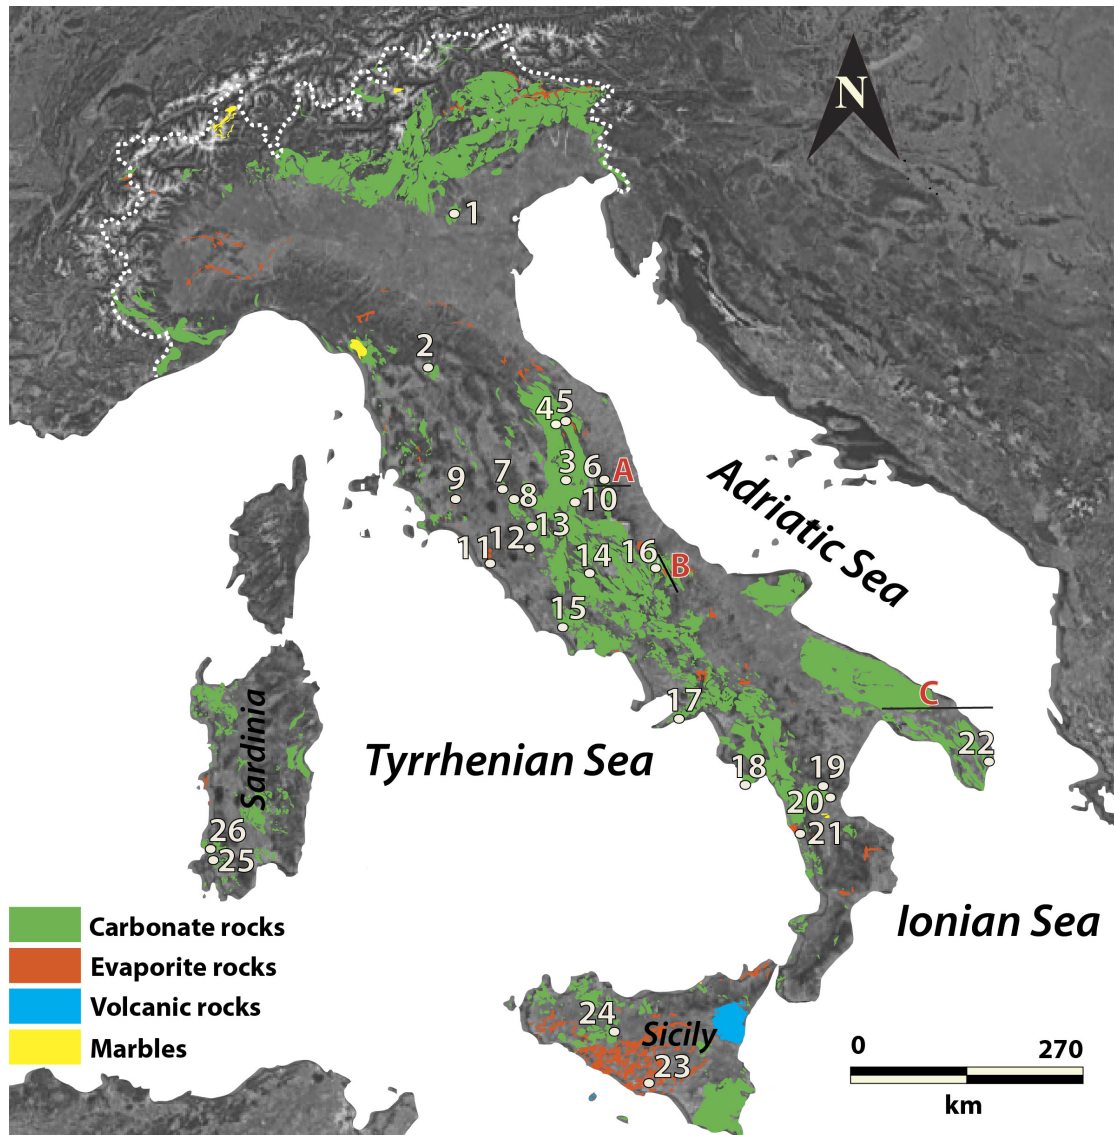 N
1
2
4 5
3 6 A
7
9
8
10
13
12
11
14
16 B
15
Adriatic Sea
C
17
22
Sardinia
Tyrrhenian Sea
18
19
20
21
26
25
Ionian Sea
Carbonate rocks
Evaporite rocks
Volcanic rocks
Marbles
24
Sicily
23
0 270
km